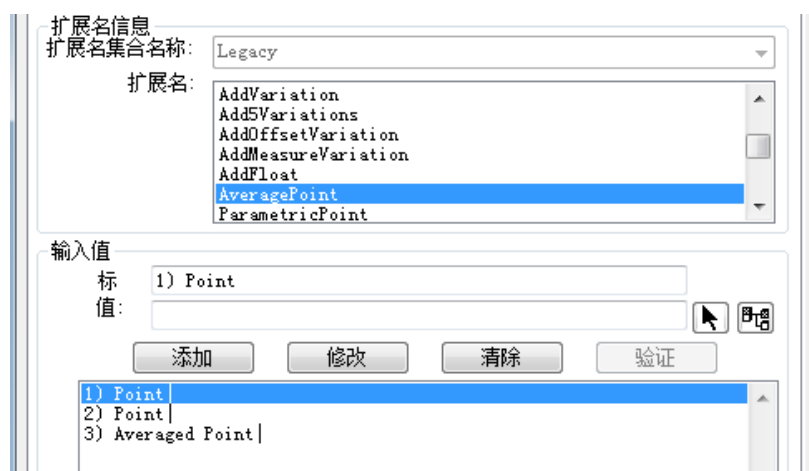 扩展名信息
扩展名集合名称: Legacy
扩展名:
AddVariation
Add5Variations
AddOffsetVariation
AddMeasureVariation
AddFloat
AveragePoint
ParametricPoint
输入值
标 1) Point
值:
添加 修改 清除 验证
1) Point|
2) Point|
3) Averaged Point|